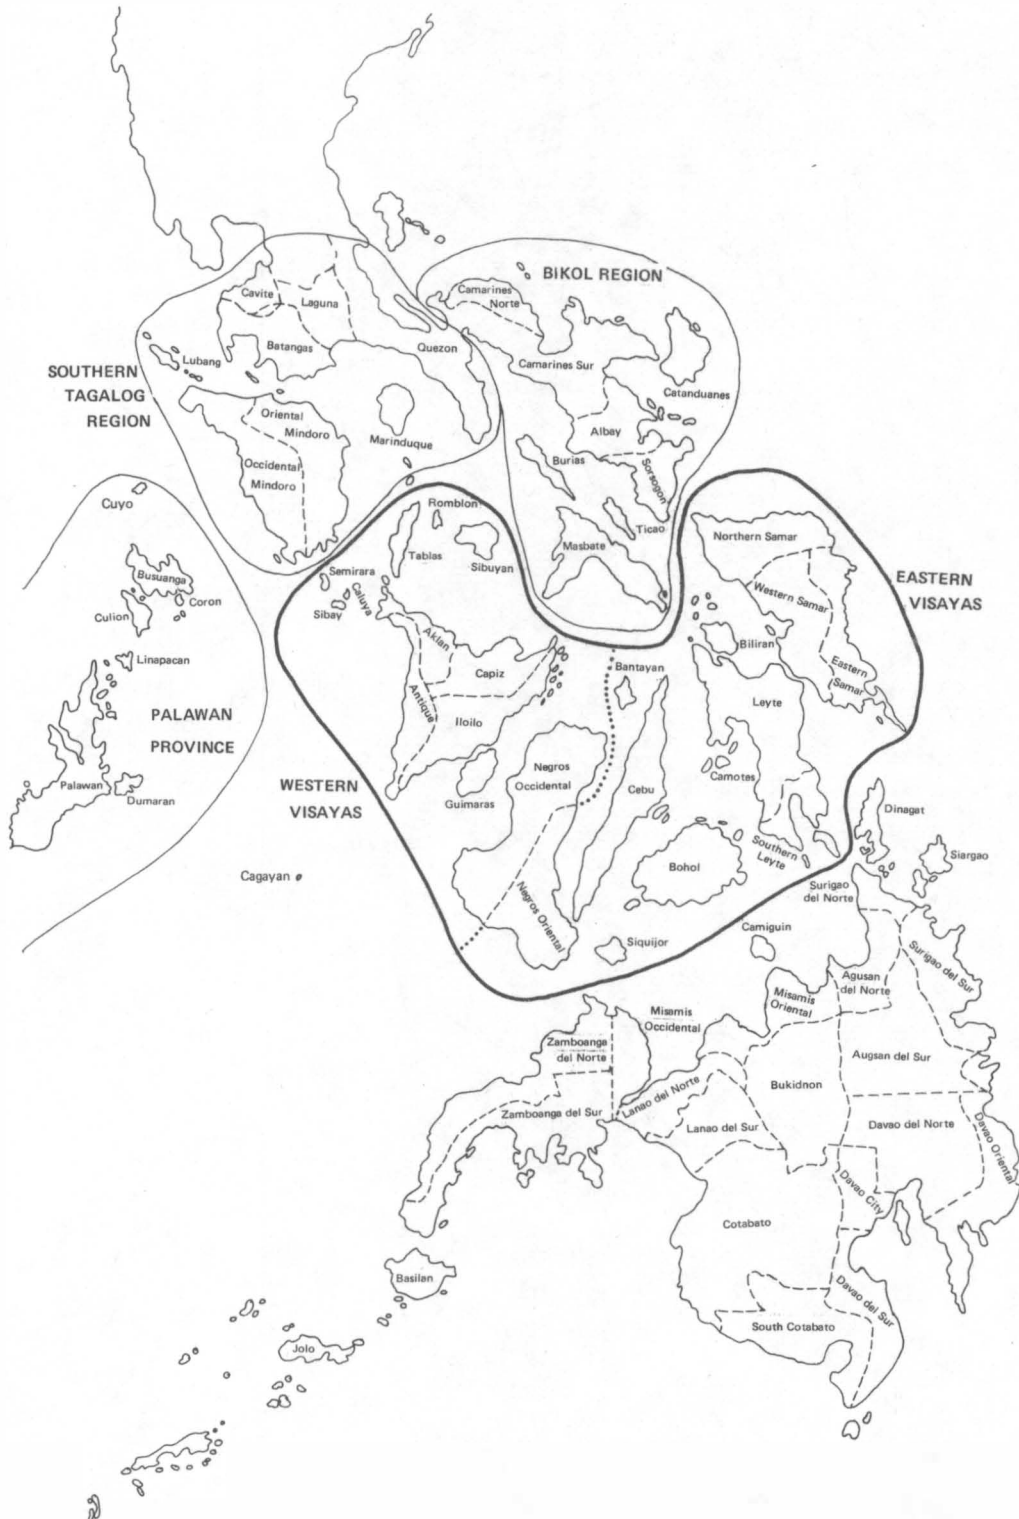 BIKOL REGION
Camarines
Norte
Cavite
Laguna
Quezon
Batangas
Lubang
Camarines Sur
SOUTHERN
TAGALOG
REGION
Catanduanes
Oriental
Mindoro
Marinduque
Albay
Burias
Sorsogon
Occidental
Mindoro
Cuyo
Romblon
Ticao
Northern Samar
Tablas
Masbate
Sibuyan
Busuanga
Semirara
EASTERN
VISAYAS
Western Samar
Coron
Culion
Sibay
Caluya
Aklan
Biliran
Linapacan
Capiz
Bantayan
Eastern
Samar
Antique
Leyte
PALAWAN
PROVINCE
Iloilo
Negros
Occidental
Camotes
Palawan
Dumaran
WESTERN
VISAYAS
Guimaras
Cebu
Dinagat
Southern
Leyte
Siargao
Bohol
Cagayan
Surigao
del Norte
Negros Oriental
Siquijor
Camiguin
Surigao del Sur
Agusan
del Norte
Misamis
Oriental
Misamis
Occidental
Zamboanga
del Norte
Augsan del Sur
Bukidnon
Lanao del Norte
Zamboanga del Sur
Lanao del Sur
Davao del Norte
Davao Oriental
Davao City
Cotabato
Basilan
Davao del Sur
South Cotabato
Jolo